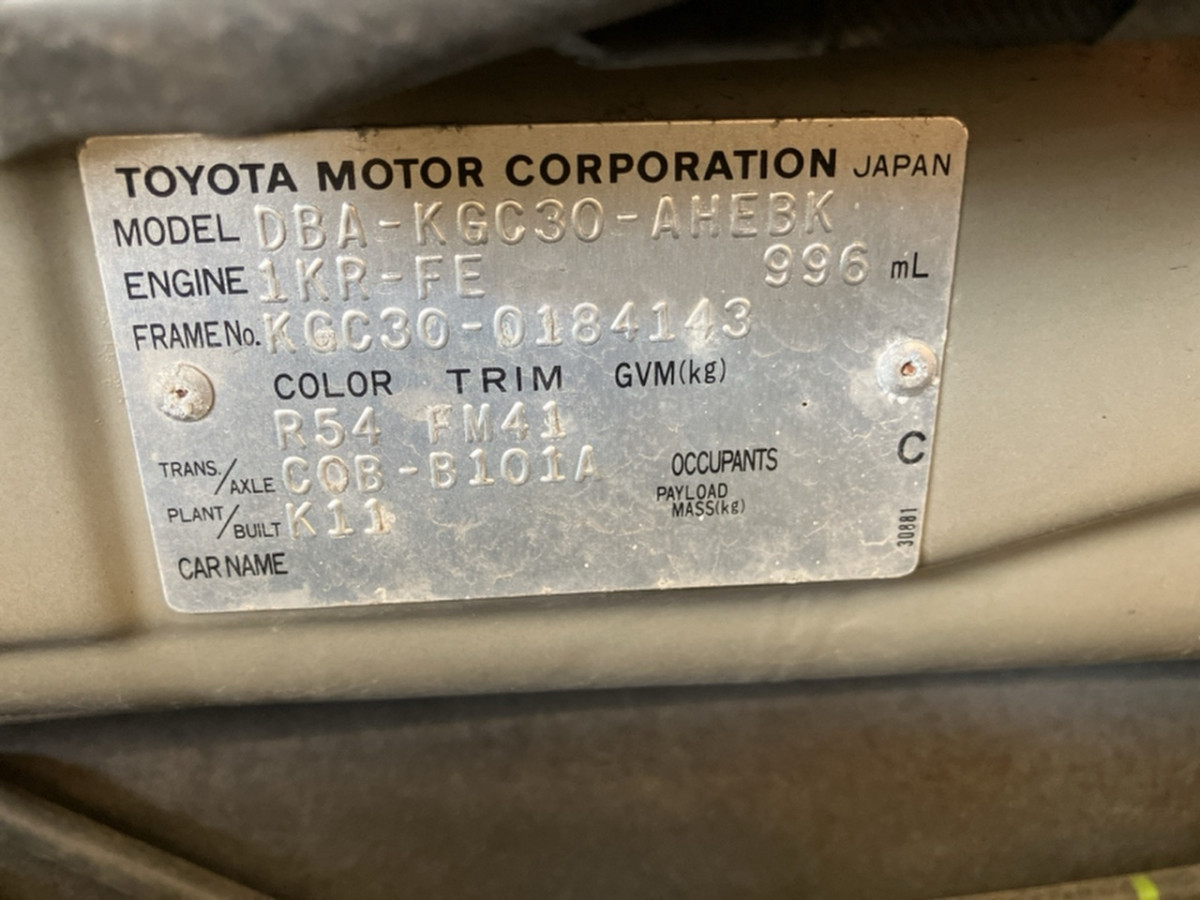 TOYOTA MOTOR CORPORATION JAPAN
MODEL DBA-KGC30-AHEBK
ENGINE 1KR-FE 996 mL
FRAME No. KGC30-0184143
COLOR TRIM GVM(kg)
R54 FM41
TRANS./AXLE CQB-B101A OCCUPANTS C
PLANT/BUILT K11 PAYLOAD MASS(kg)
30881
CAR NAME